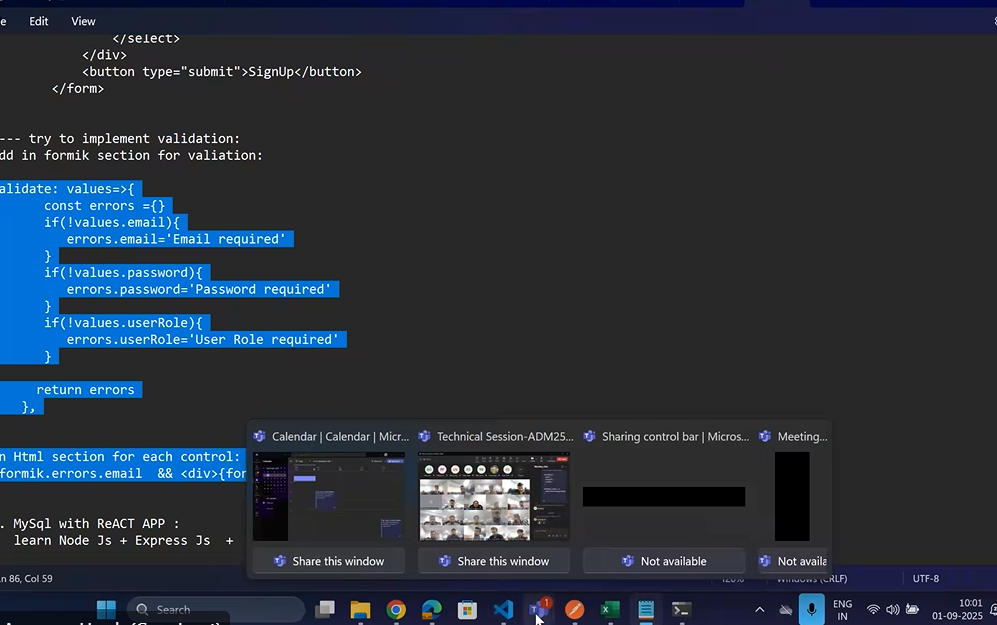 e Edit View
</select>
</div>
<button type="submit">SignUp</button>
</form>
--- try to implement validation:
dd in formik section for valiation:
alidate: values=>{
const errors ={}
if(!values.email){
errors.email='Email required'
}
if(!values.password){
errors.password='Password required'
}
if(!values.userRole){
errors.userRole='User Role required'
}
return errors
},
n Html section for each control:
formik.errors.email && <div>{for
. MySql with ReACT APP :
learn Node Js + Express Js +
Calendar | Calendar | Micr...
Technical Session-ADM25...
Sharing control bar | Micros...
Meeting...
Share this window
Share this window
Not available
Not availa
n 86, Col 59
120%
Windows (CRLF)
UTF-8
Search
1
ENG
IN
10:01
01-09-2025